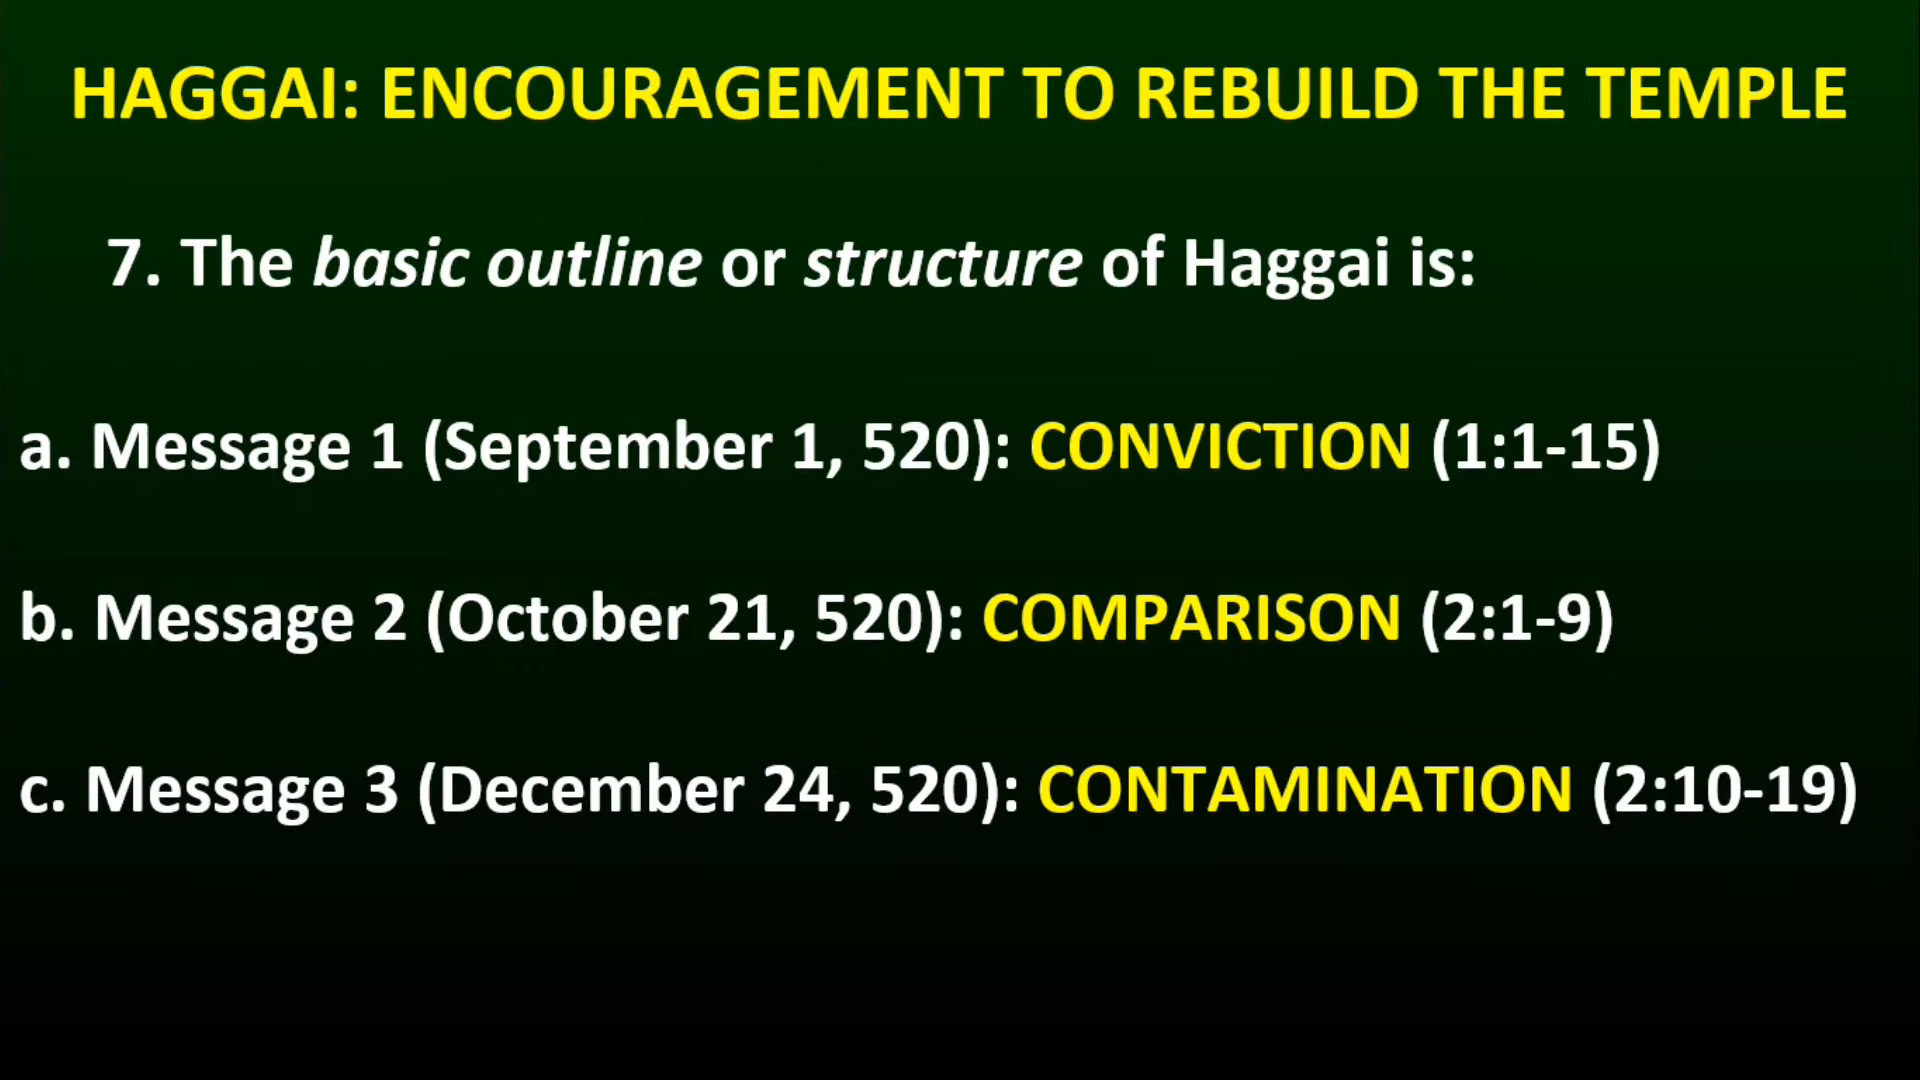 HAGGAI: ENCOURAGEMENT TO REBUILD THE TEMPLE
7. The basic outline or structure of Haggai is:
a. Message 1 (September 1, 520): CONVICTION (1:1-15)
b. Message 2 (October 21, 520): COMPARISON (2:1-9)
c. Message 3 (December 24, 520): CONTAMINATION (2:10-19)